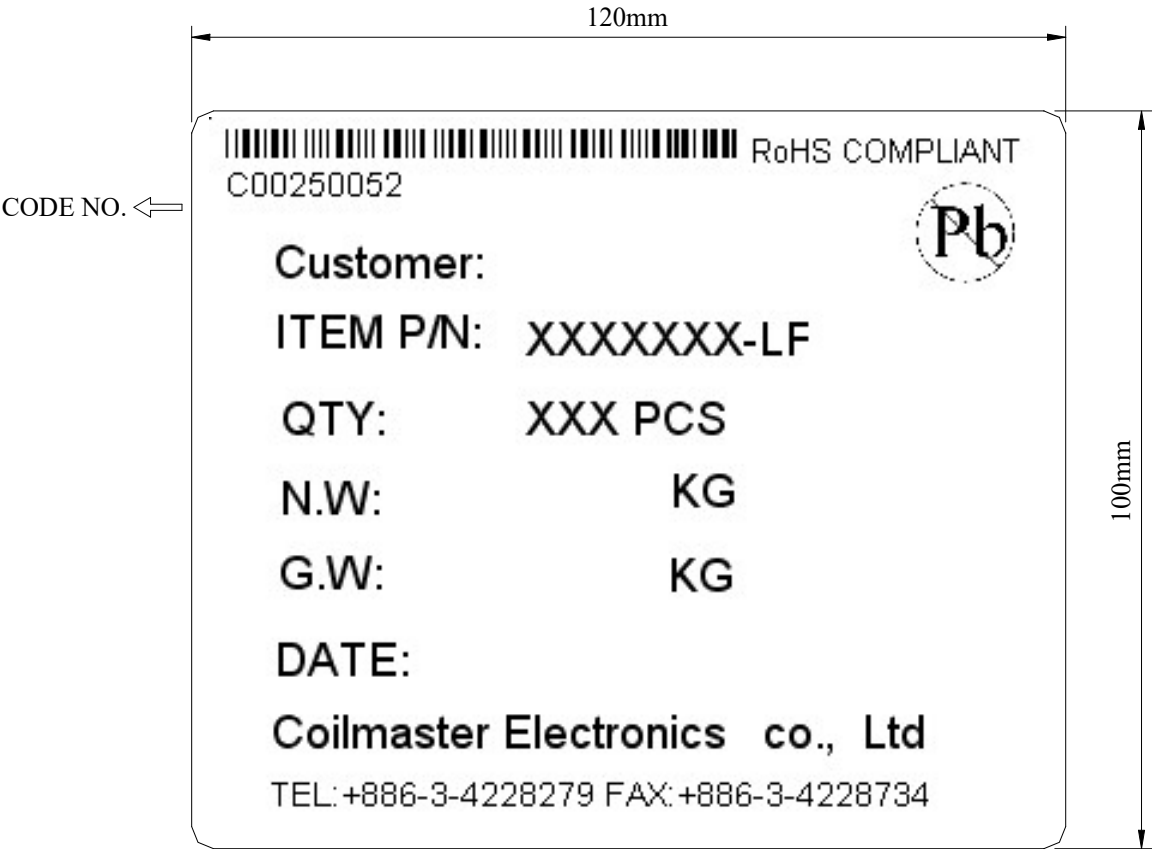 120mm
RoHS COMPLIANT
C00250052
CODE NO.
Pb
Customer:
ITEM P/N: XXXXXXX-LF
QTY: XXX PCS
N.W: KG
G.W: KG
100mm
DATE:
Coilmaster Electronics co., Ltd
TEL:+886-3-4228279 FAX:+886-3-4228734